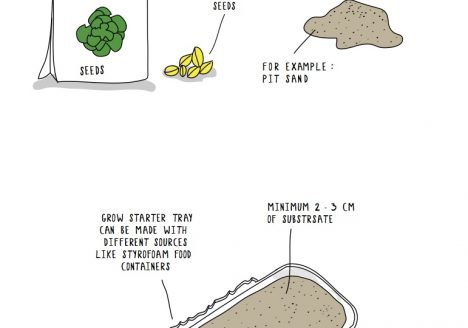 SEEDS
SEEDS
FOR EXAMPLE:
PIT SAND
GROW STARTER TRAY
CAN BE MADE WITH
DIFFERENT SOURCES
LIKE STYROFOAM FOOD
CONTAINERS
MINIMUM 2-3 CM
OF SUBSTRSATE